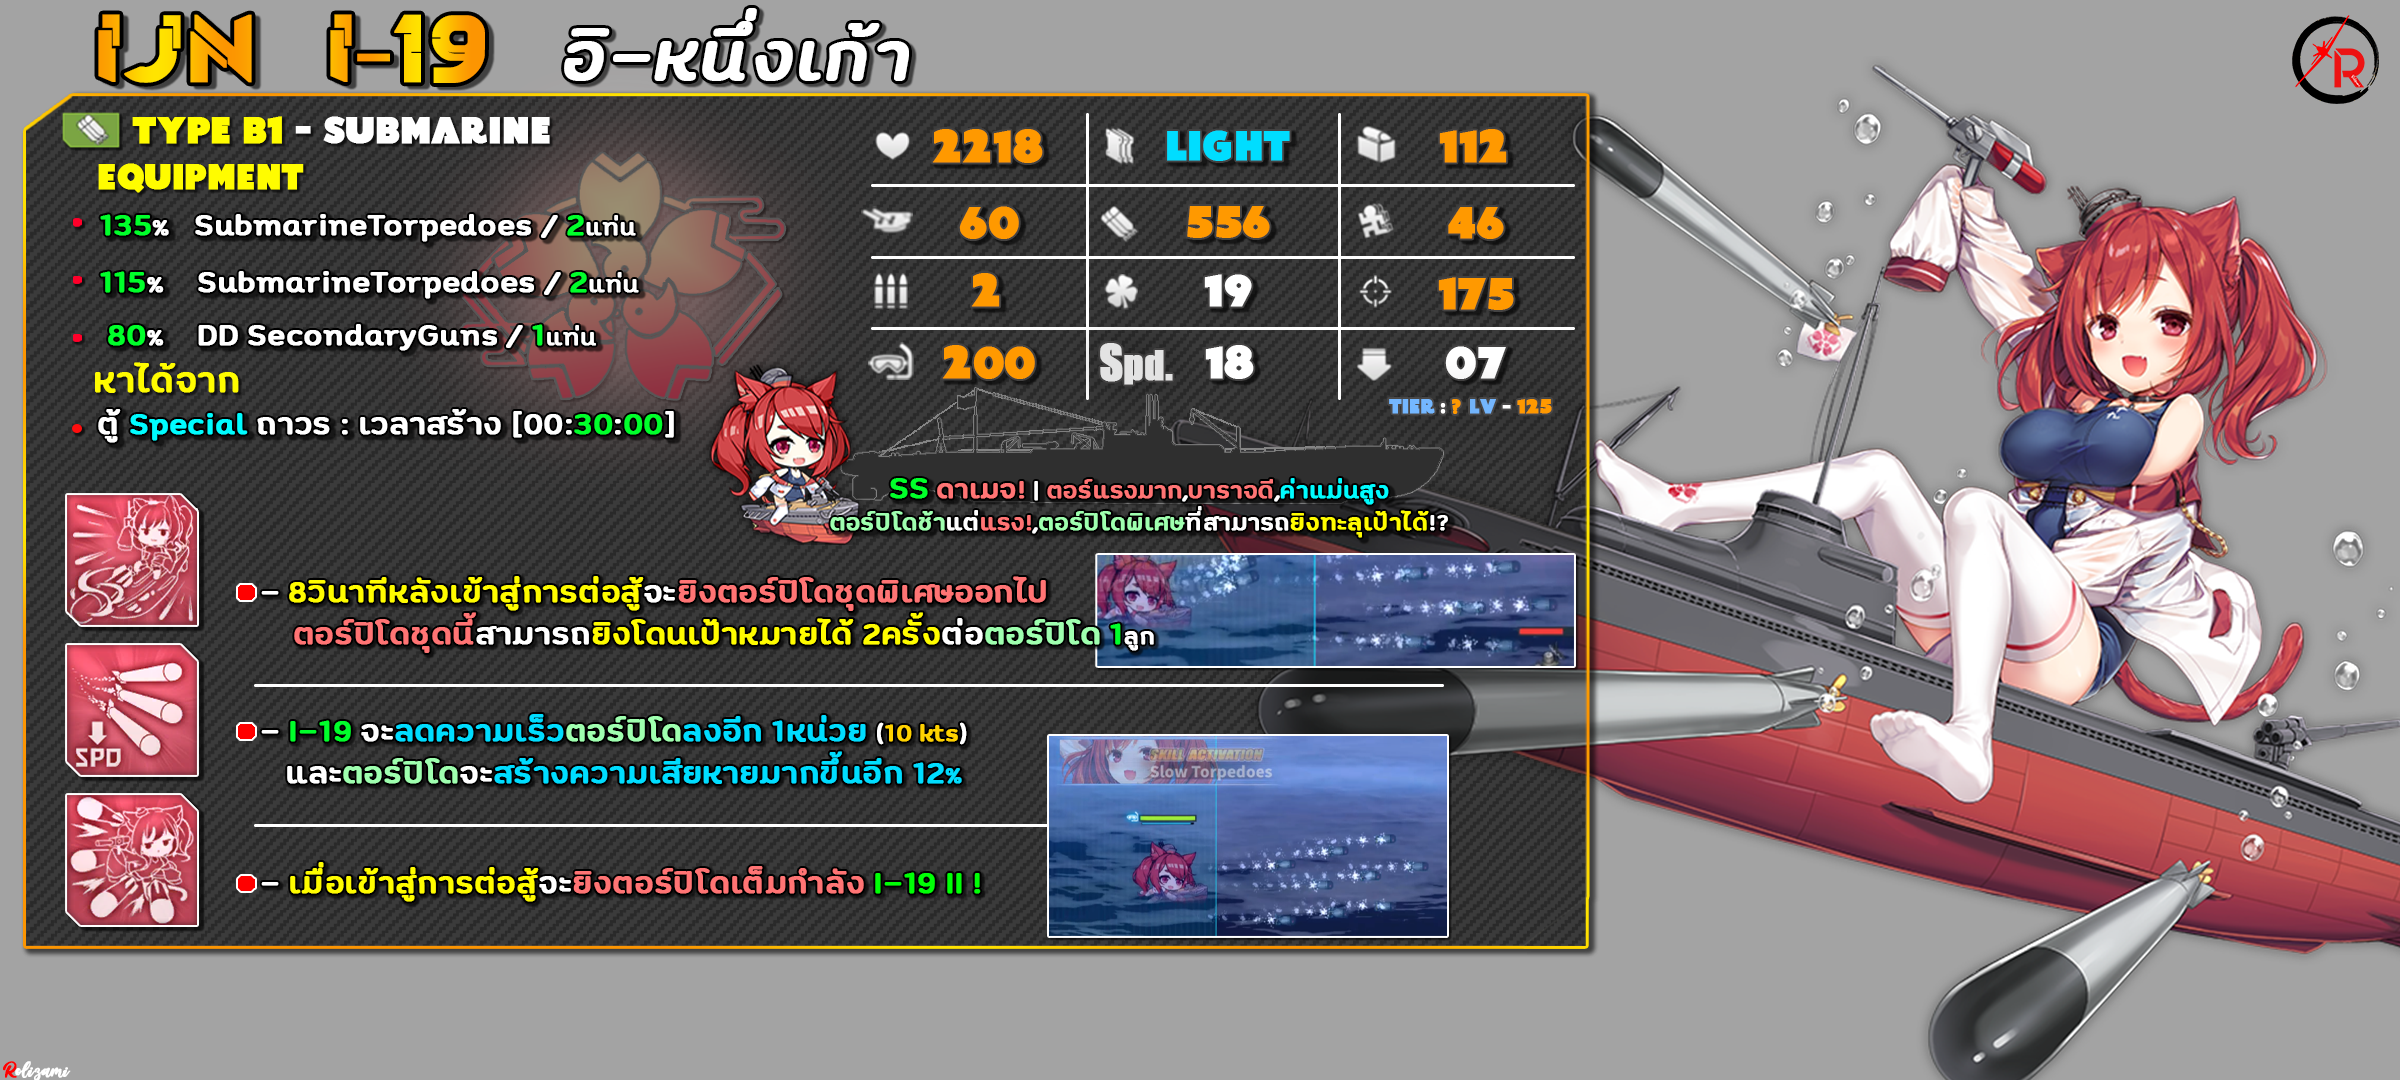 IJN I-19 อิ-หนึ่งเก้า
R
TYPE B1 - SUBMARINE
EQUIPMENT
135% SubmarineTorpedoes / 2แท่น
115% SubmarineTorpedoes / 2แท่น
80% DD SecondaryGuns / 1แท่น
หาได้จาก
ตู้ Special ถาวร : เวลาสร้าง [00:30:00]
2218 LIGHT 112
60 556 46
2 19 175
200 Spd. 18 07
TIER : ? LV - 125
SS ดาเมจ! | ตอร์แรงมาก,บาราจดี,ค่าแม่นสูง
ตอร์ปิโดช้าแต่แรง!,ตอร์ปิโดพิเศษที่สามารถยิงทะลุเป้าได้!?
- 8วินาทีหลังเข้าสู่การต่อสู้จะยิงตอร์ปิโดชุดพิเศษออกไป
ตอร์ปิโดชุดนี้สามารถยิงโดนเป้าหมายได้ 2ครั้งต่อตอร์ปิโด 1ลูก
SPD
- I-19 จะลดความเร็วตอร์ปิโดลงอีก 1หน่วย (10 kts)
และตอร์ปิโดจะสร้างความเสียหายมากขึ้นอีก 12%
SKILL ACTIVATION
Slow Torpedoes
- เมื่อเข้าสู่การต่อสู้จะยิงตอร์ปิโดเต็มกำลัง I-19 II !
Rolizami